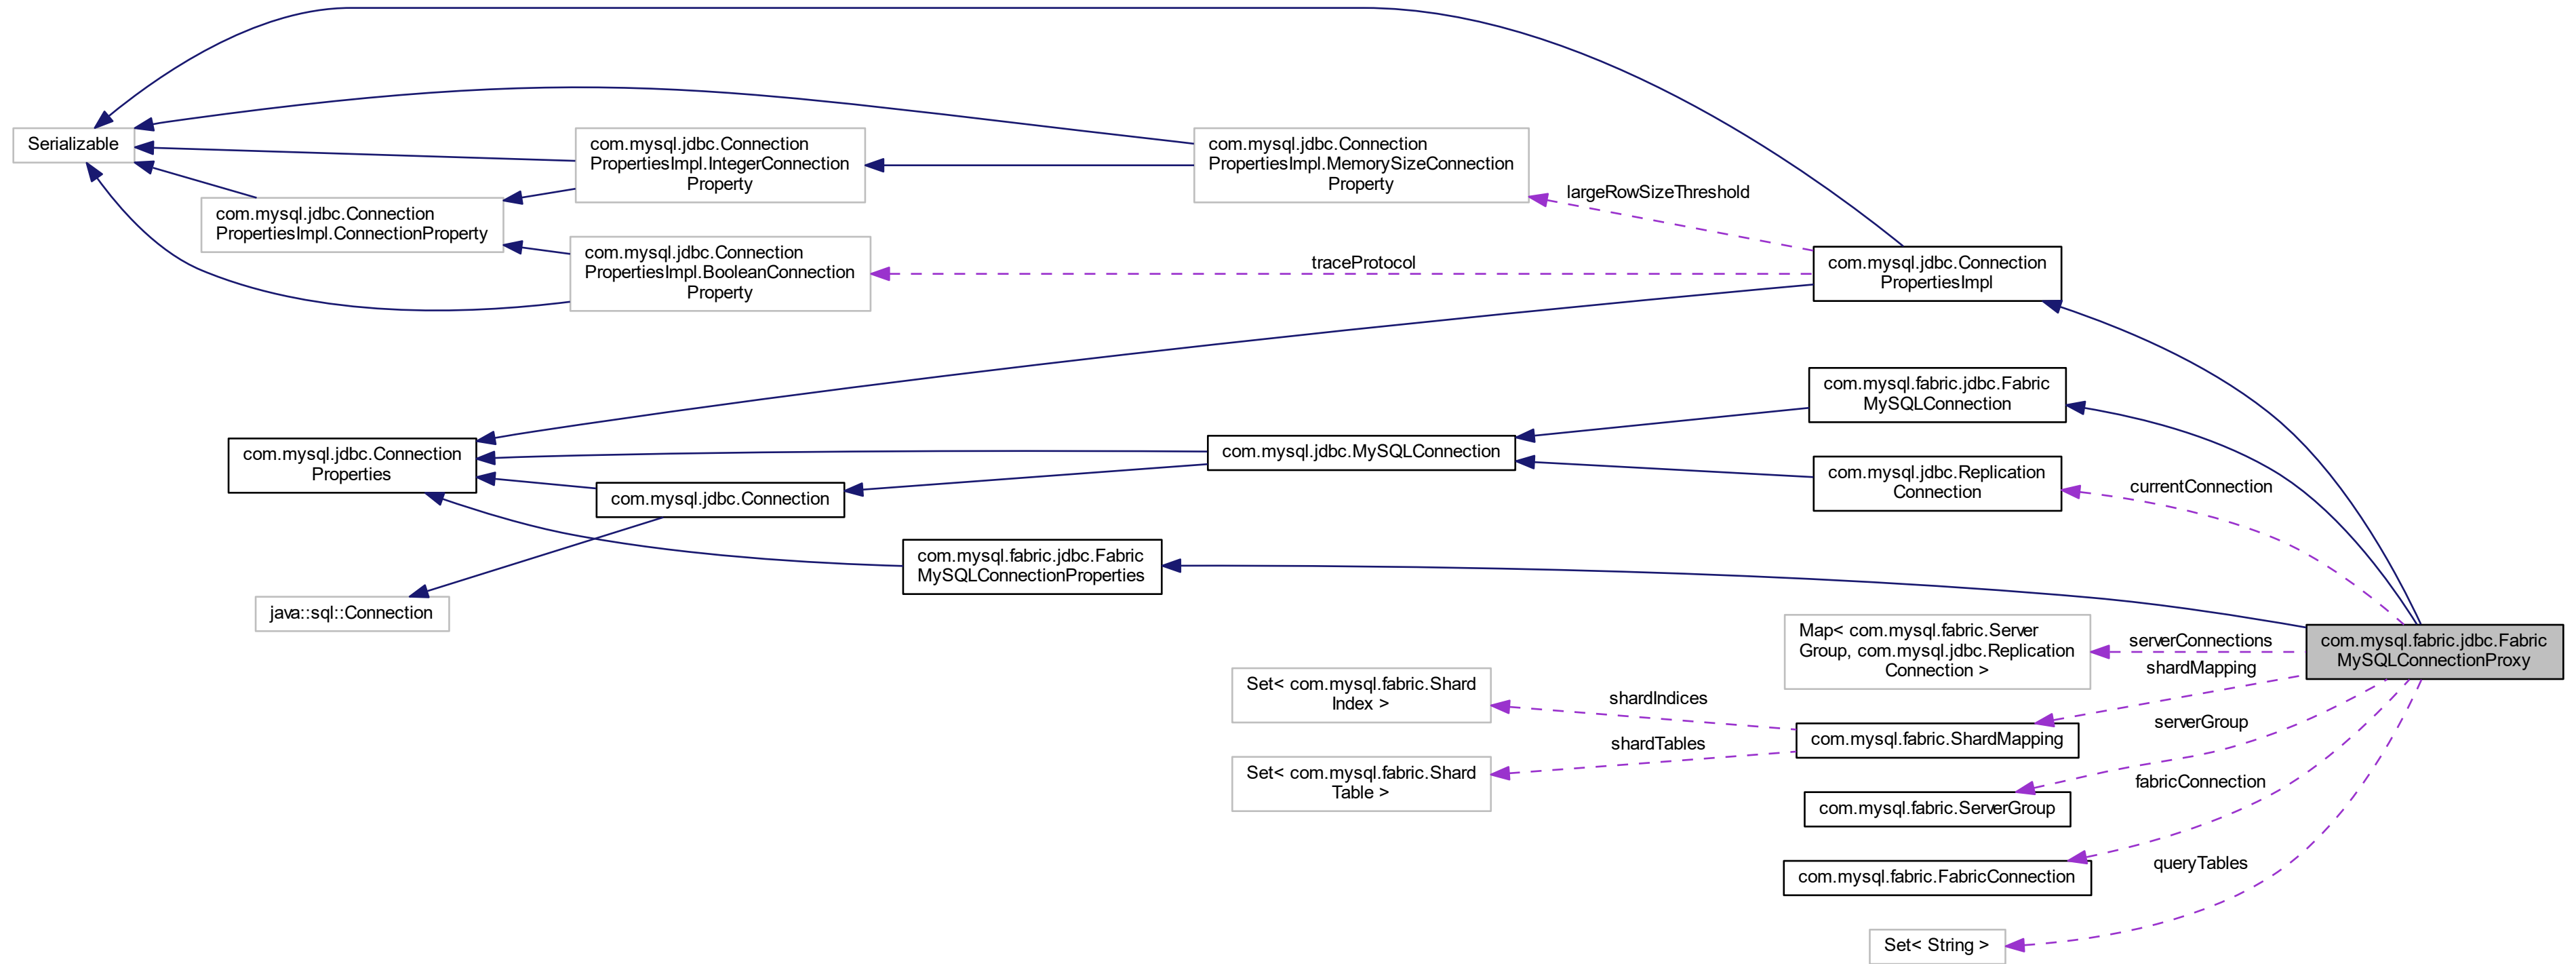 Serializable
com.mysql.jdbc.Connection
PropertiesImpl.IntegerConnection
Property
com.mysql.jdbc.Connection
PropertiesImpl.MemorySizeConnection
Property
largeRowSizeThreshold
com.mysql.jdbc.Connection
PropertiesImpl.ConnectionProperty
com.mysql.jdbc.Connection
PropertiesImpl.BooleanConnection
Property
traceProtocol
com.mysql.jdbc.Connection
PropertiesImpl
com.mysql.fabric.jdbc.Fabric
MySQLConnection
com.mysql.jdbc.Connection
Properties
com.mysql.jdbc.MySQLConnection
com.mysql.jdbc.Replication
Connection
currentConnection
com.mysql.jdbc.Connection
com.mysql.fabric.jdbc.Fabric
MySQLConnectionProperties
java::sql::Connection
Map< com.mysql.fabric.Server
Group, com.mysql.jdbc.Replication
Connection >
serverConnections
com.mysql.fabric.jdbc.Fabric
MySQLConnectionProxy
shardMapping
Set< com.mysql.fabric.Shard
Index >
shardIndices
serverGroup
com.mysql.fabric.ShardMapping
shardTables
Set< com.mysql.fabric.Shard
Table >
fabricConnection
com.mysql.fabric.ServerGroup
queryTables
com.mysql.fabric.FabricConnection
Set< String >